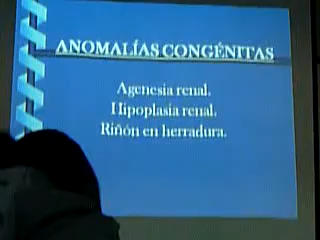 ANOMALÍAS CONGÉNITAS
Agenesia renal.
Hipoplasia renal.
Riñón en herradura.